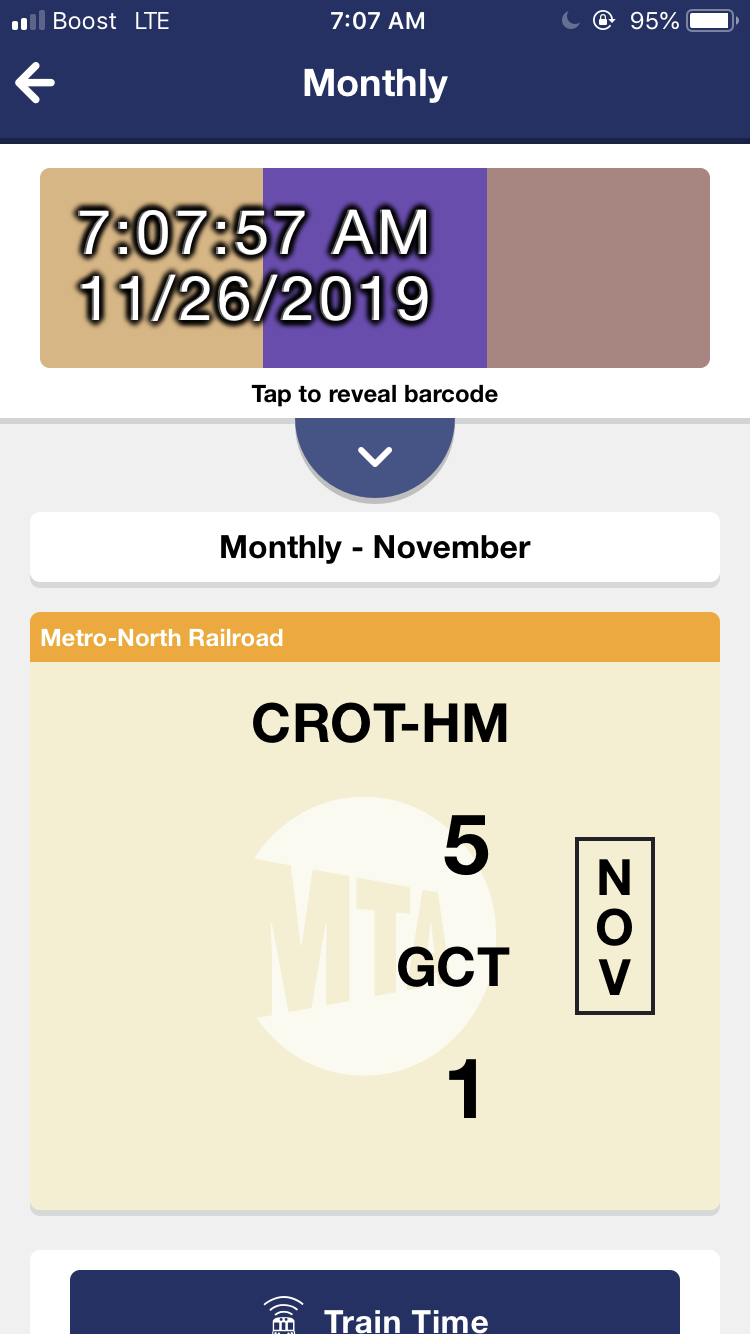 Boost LTE 7:07 AM 95%
Monthly
7:07:57 AM
11/26/2019
Tap to reveal barcode
Monthly - November
Metro-North Railroad
CROT-HM
5
MTA
GCT
1
N
O
V
Train Time